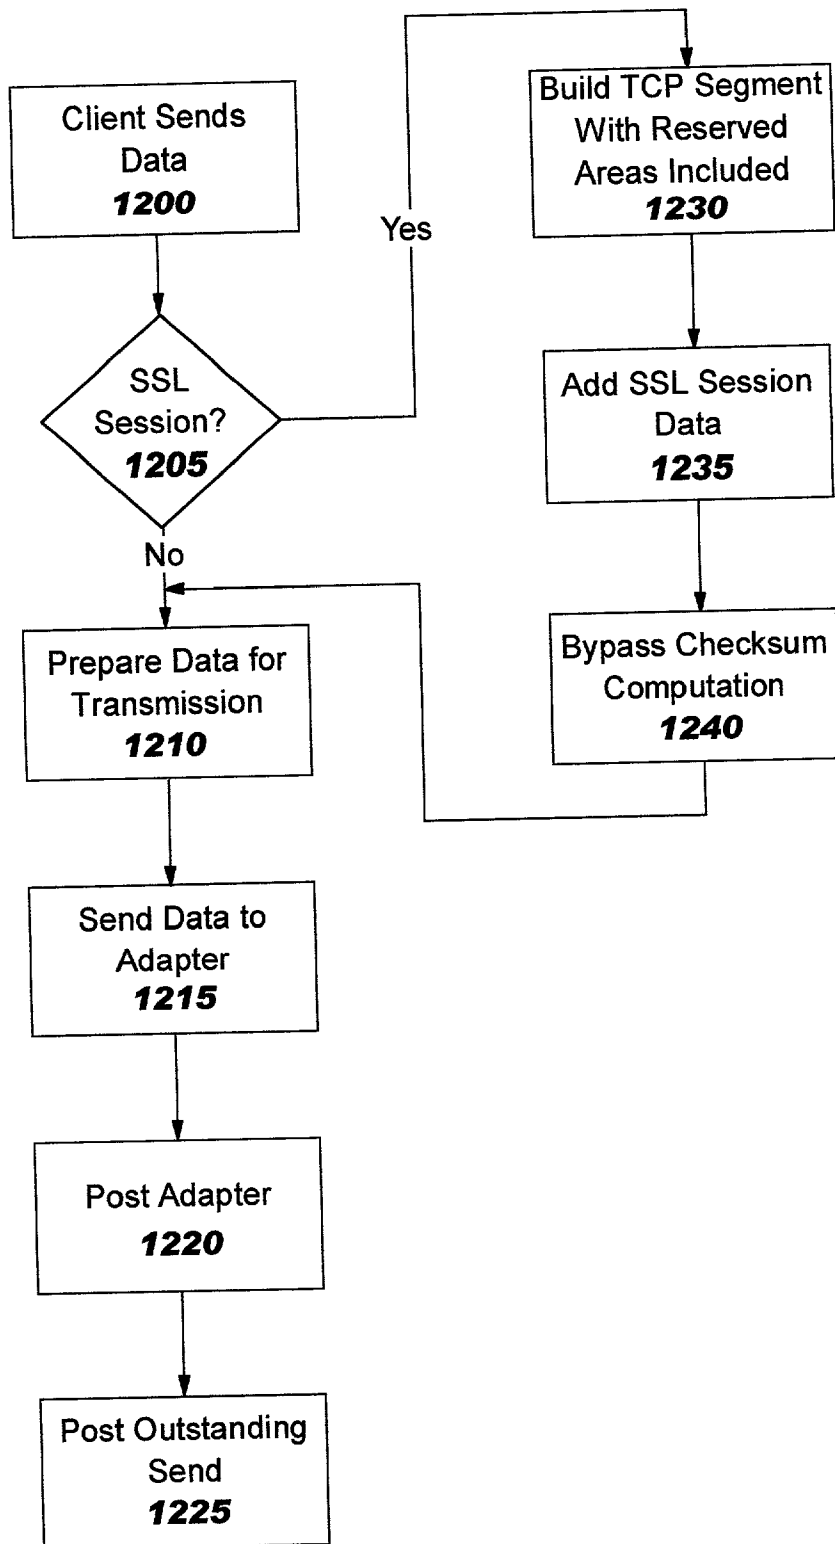 Client Sends
Data
1200
SSL
Session?
1205
Yes
No
Build TCP Segment
With Reserved
Areas Included
1230
Add SSL Session
Data
1235
Bypass Checksum
Computation
1240
Prepare Data for
Transmission
1210
Send Data to
Adapter
1215
Post Adapter
1220
Post Outstanding
Send
1225